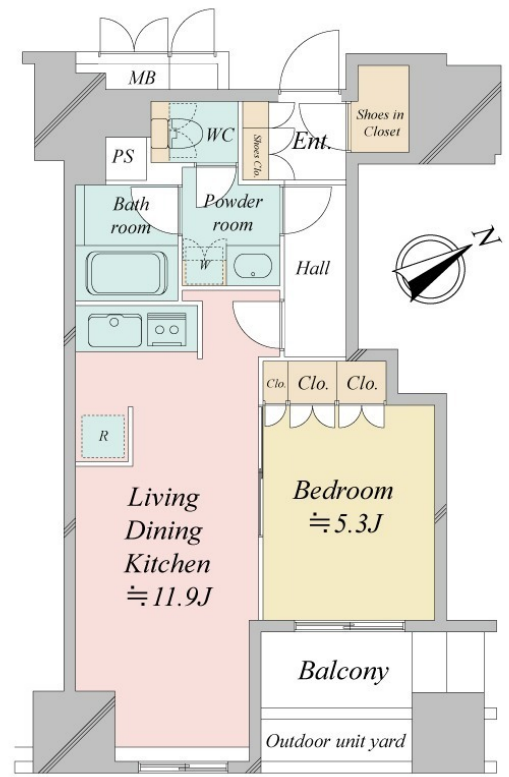 MB
WC
Shoes Clo.
Ent.
Shoes in
Closet
PS
Bath
room
Powder
room
W
Hall
N
Clo.
Clo.
Clo.
R
Living
Dining
Kitchen
≒11.9J
Bedroom
≒5.3J
Balcony
Outdoor unit yard